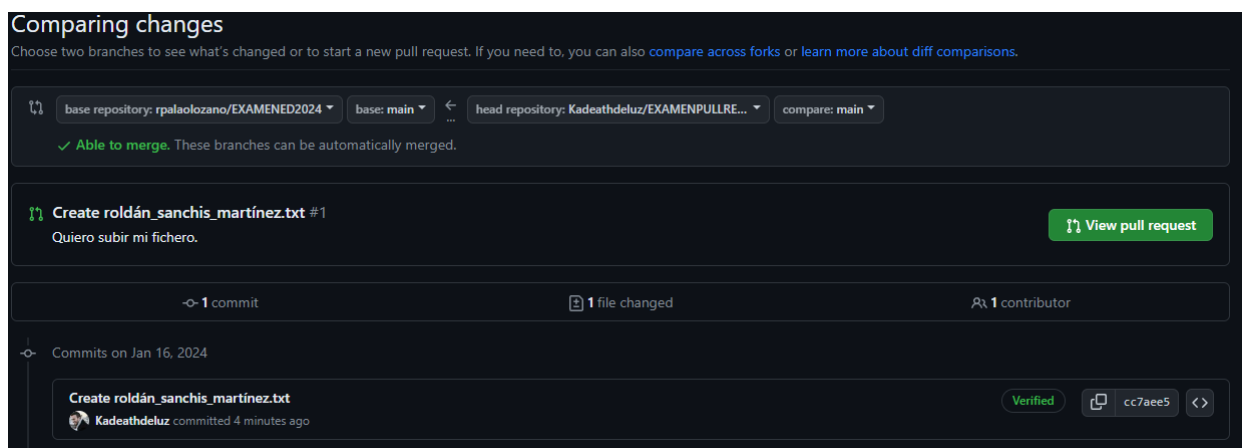 Comparing changes
Choose two branches to see what's changed or to start a new pull request. If you need to, you can also compare across forks or learn more about diff comparisons.
base repository: rpalaolozano/EXAMENED2024 base: main ← ... head repository: Kadeathdeluz/EXAMENPULLRE... compare: main
✓ Able to merge. These branches can be automatically merged.
Create roldán_sanchis_martínez.txt #1
Quiero subir mi fichero.
View pull request
1 commit 1 file changed 1 contributor
Commits on Jan 16, 2024
Create roldán_sanchis_martínez.txt
Verified cc7aee5 <>
Kadeathdeluz committed 4 minutes ago